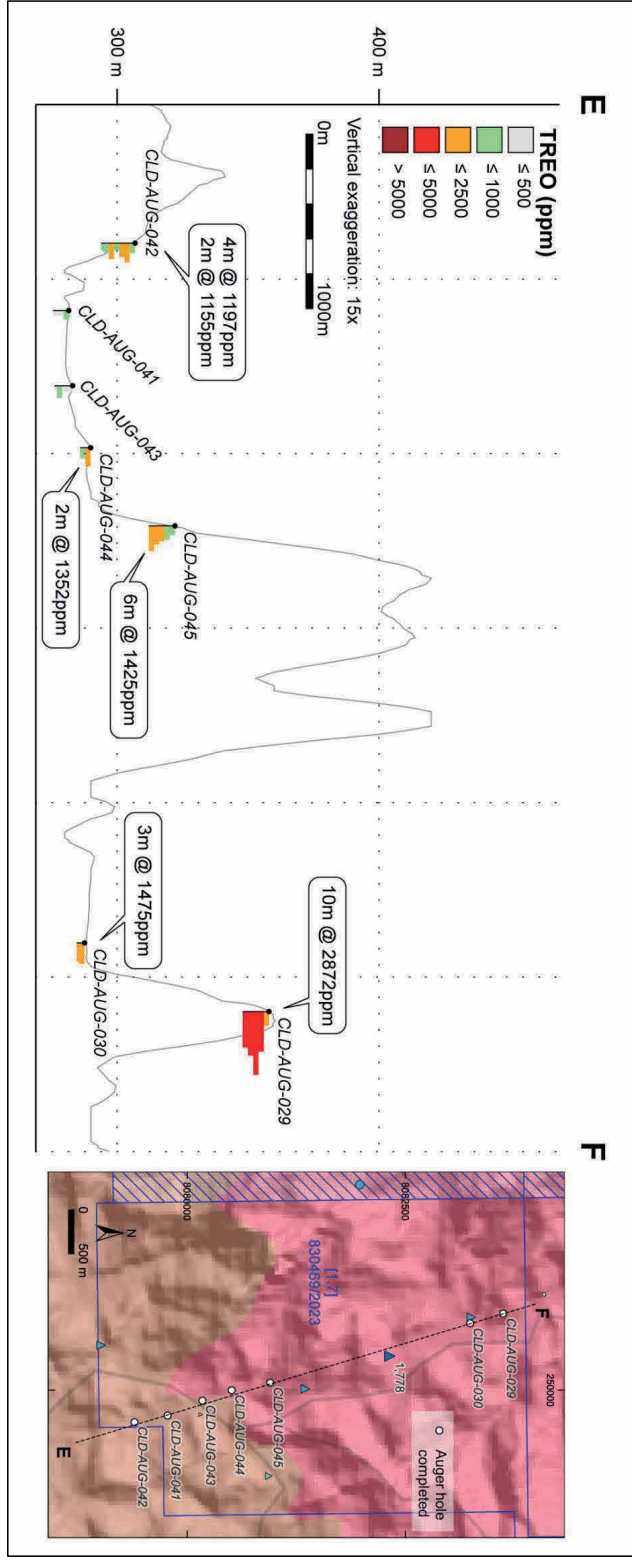 E
F
400 m
300 m
TREO (ppm)
≤ 500
≤ 1000
≤ 2500
≤ 5000
> 5000
0m
1000m
Vertical exaggeration: 15x
4m @ 1197ppm
2m @ 1155ppm
CLD-AUG-042
CLD-AUG-041
CLD-AUG-043
CLD-AUG-044
2m @ 1352ppm
CLD-AUG-045
6m @ 1425ppm
3m @ 1475ppm
CLD-AUG-030
10m @ 2872ppm
CLD-AUG-029
8080000
8082500
250000
[1.7]
830469/2023
F
CLD-AUG-029
CLD-AUG-030
1.778
CLD-AUG-045
CLD-AUG-044
CLD-AUG-043
CLD-AUG-041
CLD-AUG-042
E
Auger hole
completed
N
0
500 m